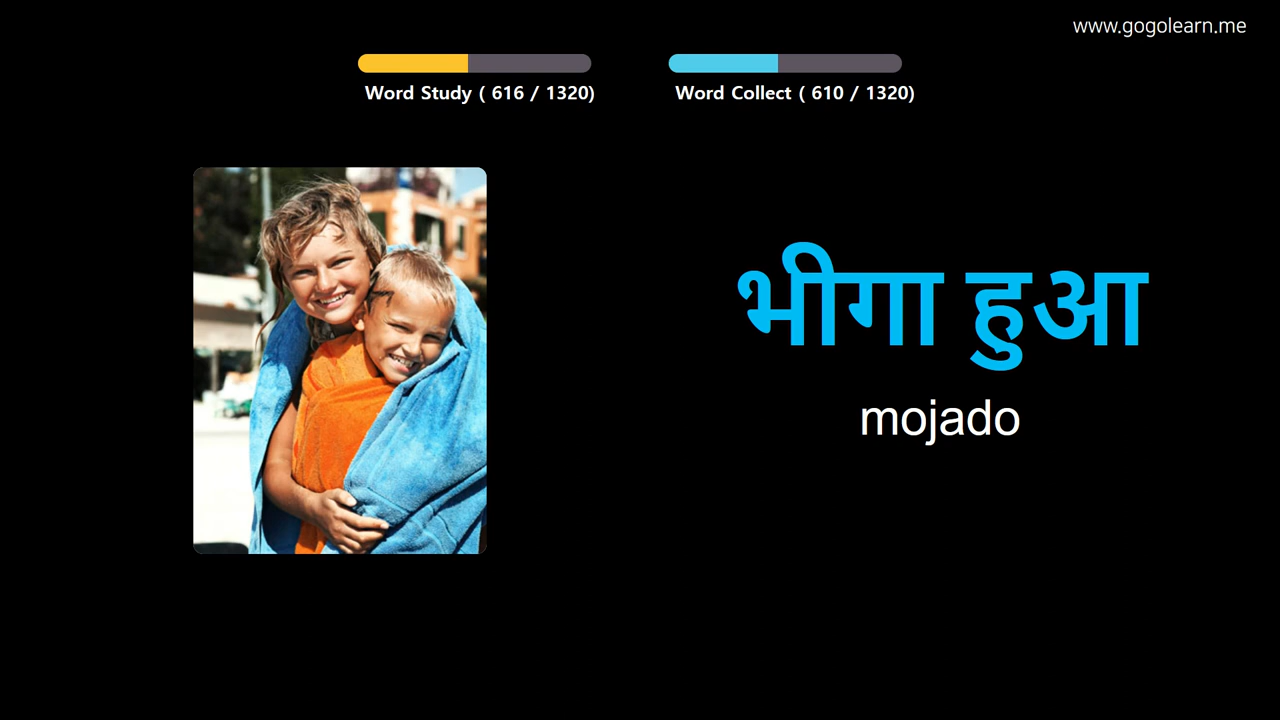 www.gogolearn.me
Word Study ( 616 / 1320)
Word Collect ( 610 / 1320)
भीगा हुआ
mojado